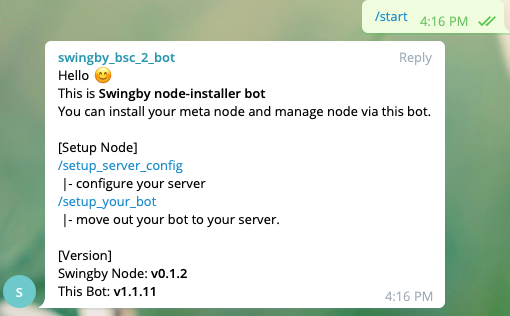 /start
4:16 PM
swingby_bsc_2_bot Reply
Hello 😊
This is Swingby node-installer bot
You can install your meta node and manage node via this bot.
[Setup Node]
/setup_server_config
|- configure your server
/setup_your_bot
|- move out your bot to your server.
[Version]
Swingby Node: v0.1.2
This Bot: v1.1.11
4:16 PM
S